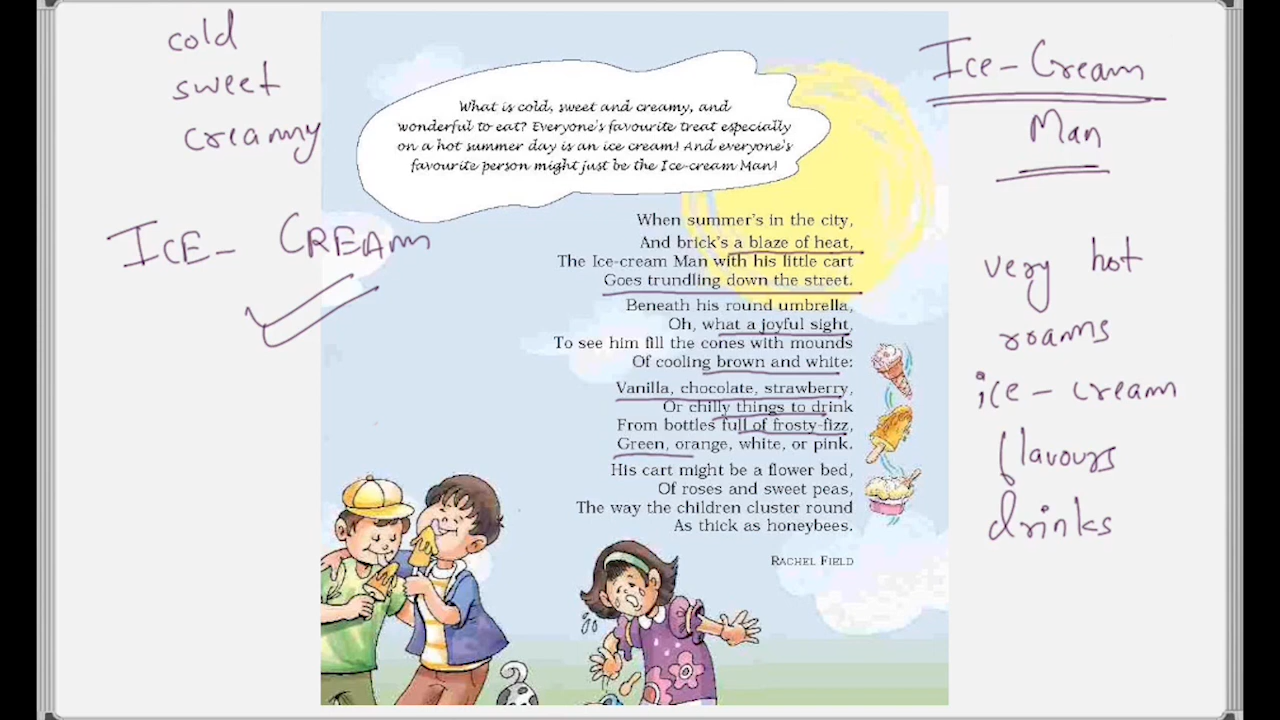 cold
sweet
creamy
ICE- CREAM
What is cold, sweet and creamy, and
wonderful to eat? Everyone's favourite treat especially
on a hot summer day is an ice cream! And everyone's
favourite person might just be the Ice-cream Man!
When summer's in the city,
And brick's a blaze of heat,
The Ice-cream Man with his little cart
Goes trundling down the street.
Beneath his round umbrella,
Oh, what a joyful sight,
To see him fill the cones with mounds
Of cooling brown and white:
Vanilla, chocolate, strawberry,
Or chilly things to drink
From bottles full of frosty-fizz,
Green, orange, white, or pink.
His cart might be a flower bed,
Of roses and sweet peas,
The way the children cluster round
As thick as honeybees.
RACHEL FIELD
Ice-Cream
Man
very hot
roams
ice-cream
flavours
drinks